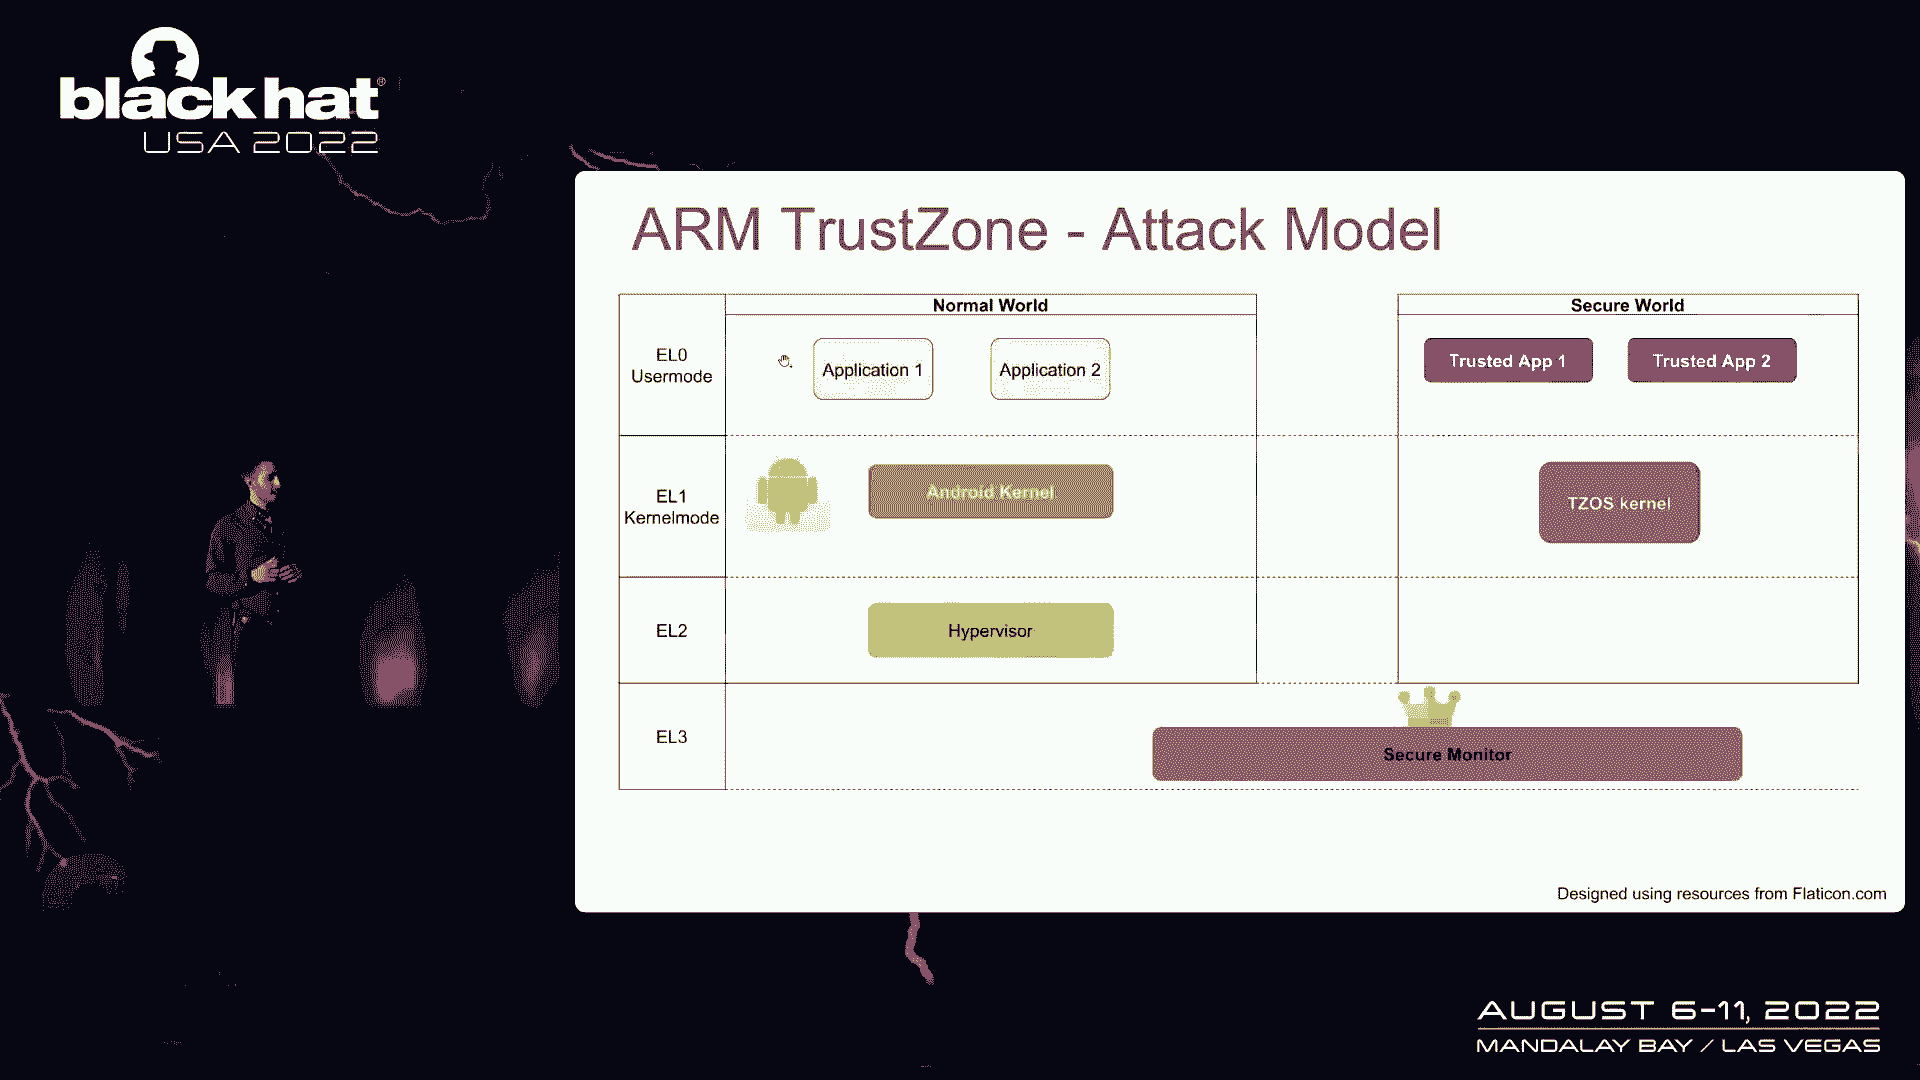 black hat®
USA 2022
ARM TrustZone - Attack Model
Normal World
Secure World
EL0
Usermode
Application 1
Application 2
Trusted App 1
Trusted App 2
EL1
Kernelmode
Android Kernel
TZOS kernel
EL2
Hypervisor
EL3
Secure Monitor
Designed using resources from Flaticon.com
AUGUST 6-11, 2022
MANDALAY BAY / LAS VEGAS